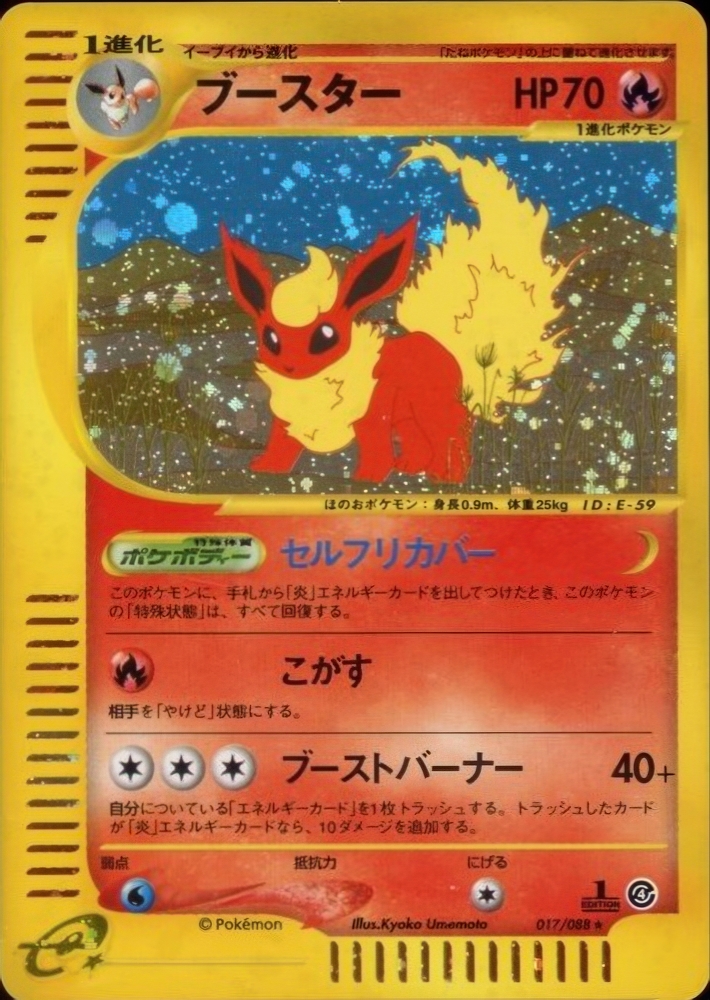 1進化
イーブイから進化
「たねポケモン」の上に重ねて進化させます。
ブースター
HP70
1進化ポケモン
ほのおポケモン:身長0.9m、体重25kg ID:E-59
特殊体質
ポケボディー
セルフリカバー
このポケモンに、手札から「炎」エネルギーカードを出してつけたとき、このポケモン
の「特殊状態」は、すべて回復する。
こがす
相手を「やけど」状態にする。
ブーストバーナー 40+
自分についている「エネルギーカード」を1枚トラッシュする。トラッシュしたカード
が「炎」エネルギーカードなら、10ダメージを追加する。
弱点 抵抗力 にげる
1
EDITION
4
© Pokémon Illus.Kyoko Umemoto 017/088 ★
e